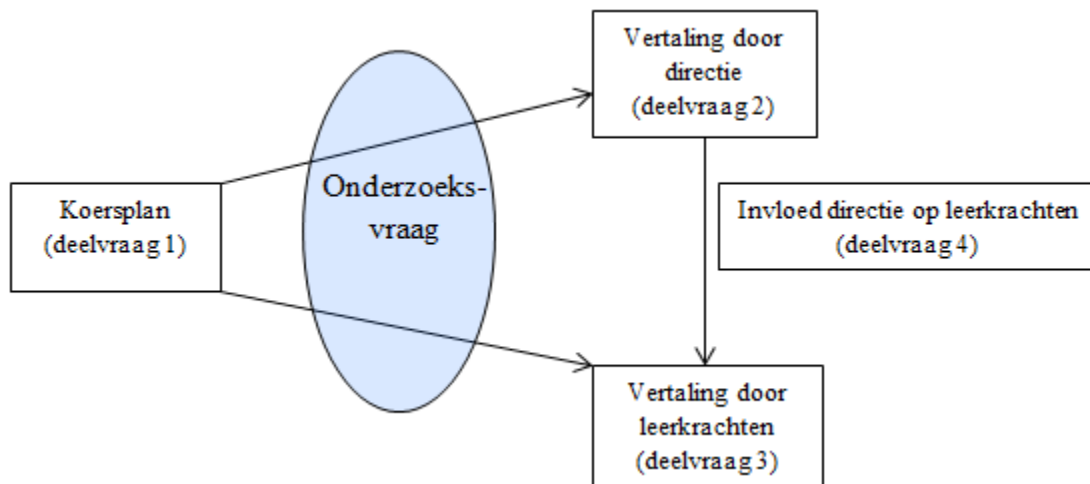 Vertaling door
directie
(deelvraag 2)
Onderzoeks-
vraag
Koersplan
(deelvraag 1)
Invloed directie op leerkrachten
(deelvraag 4)
Vertaling door
leerkrachten
(deelvraag 3)